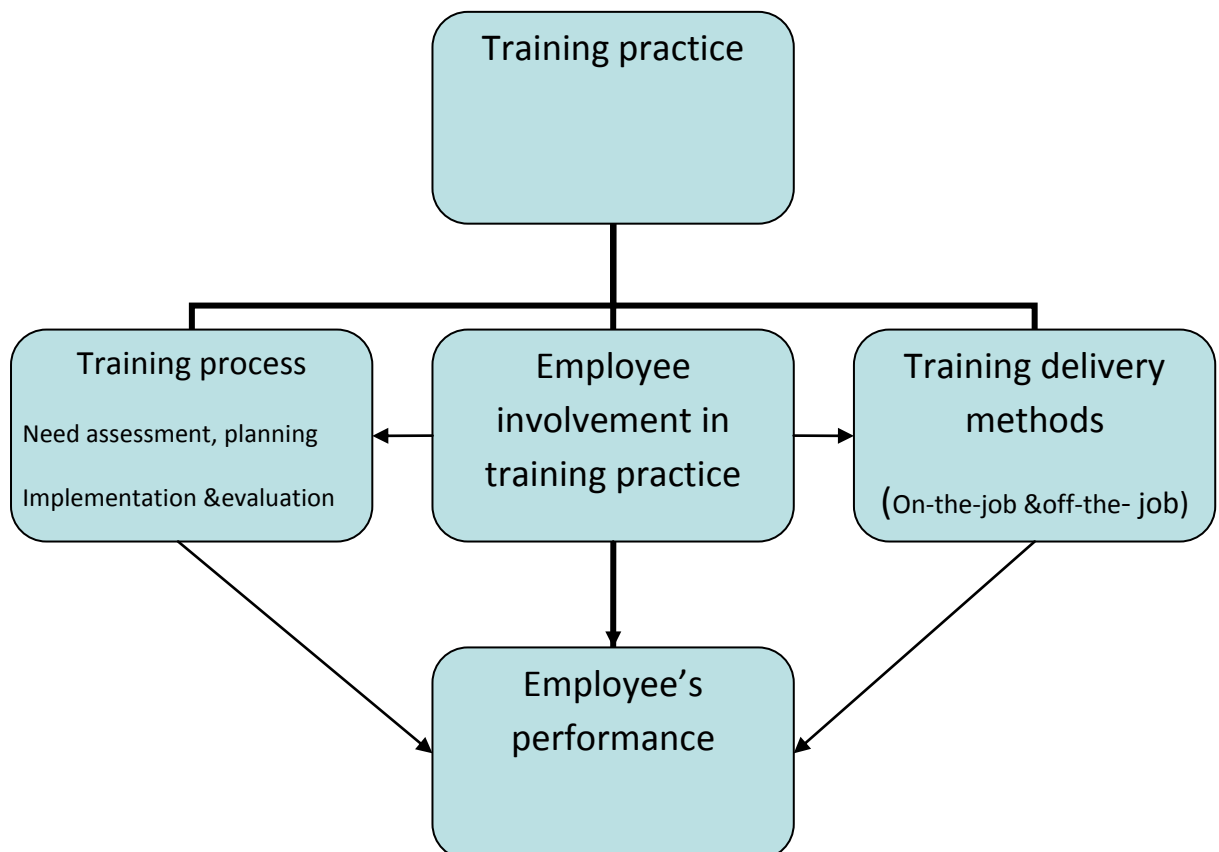 Training practice
Training process
Need assessment, planning
Implementation &evaluation
Employee
involvement in
training practice
Training delivery
methods
(On-the-job &off-the- job)
Employee’s
performance